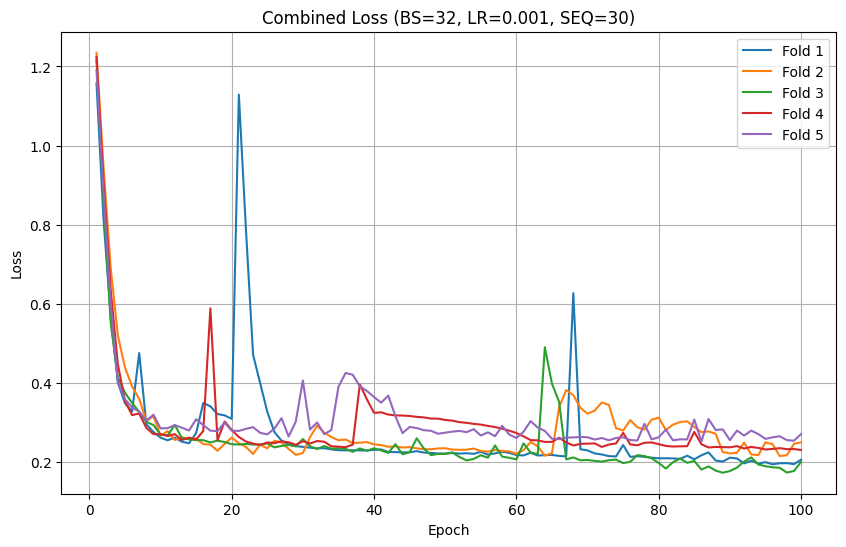 Combined Loss (BS=32, LR=0.001, SEQ=30)
Fold 1
Fold 2
Fold 3
Fold 4
Fold 5
Loss
1.2
1.0
0.8
0.6
0.4
0.2
0 20 40 60 80 100
Epoch